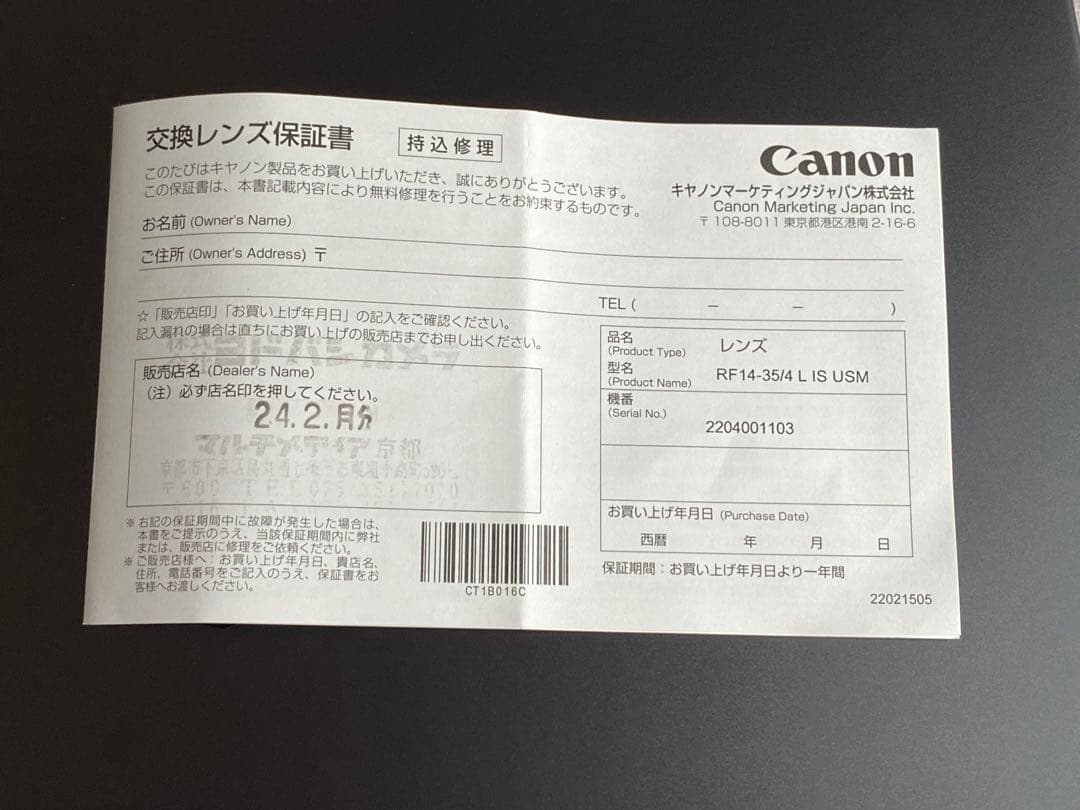 交換レンズ保証書
持込修理
このたびはキヤノン製品をお買い上げいただき、誠にありがとうございます。
この保証書は、本書記載内容により無料修理を行うことをお約束するものです。
Canon
キヤノンマーケティングジャパン株式会社
Canon Marketing Japan Inc.
〒108-8011 東京都港区港南 2-16-6
お名前 (Owner's Name)
ご住所 (Owner's Address) 〒
TEL ( － － )
☆「販売店印」「お買い上げ年月日」の記入をご確認ください。
記入漏れの場合は直ちにお買い上げの販売店までお申し出ください。
ヨドバシカメラ
販売店名 (Dealer's Name)
(注) 必ず店名印を押してください。
24.2.月分
マルチメディア京都
品名
(Product Type)
レンズ
型名
(Product Name)
RF14-35/4 L IS USM
機番
(Serial No.)
2204001103
お買い上げ年月日 (Purchase Date)
西暦 年 月 日
保証期間：お買い上げ年月日より一年間
※右記の保証期間中に故障が発生した場合は、
本書をご提示のうえ、当該保証期間内に弊社
または、販売店に修理をご依頼ください。
※ご販売店様へ：お買い上げ年月日、貴店名、
住所、電話番号をご記入のうえ、保証書をお
客様へお渡しください。
CT1B016C
22021505